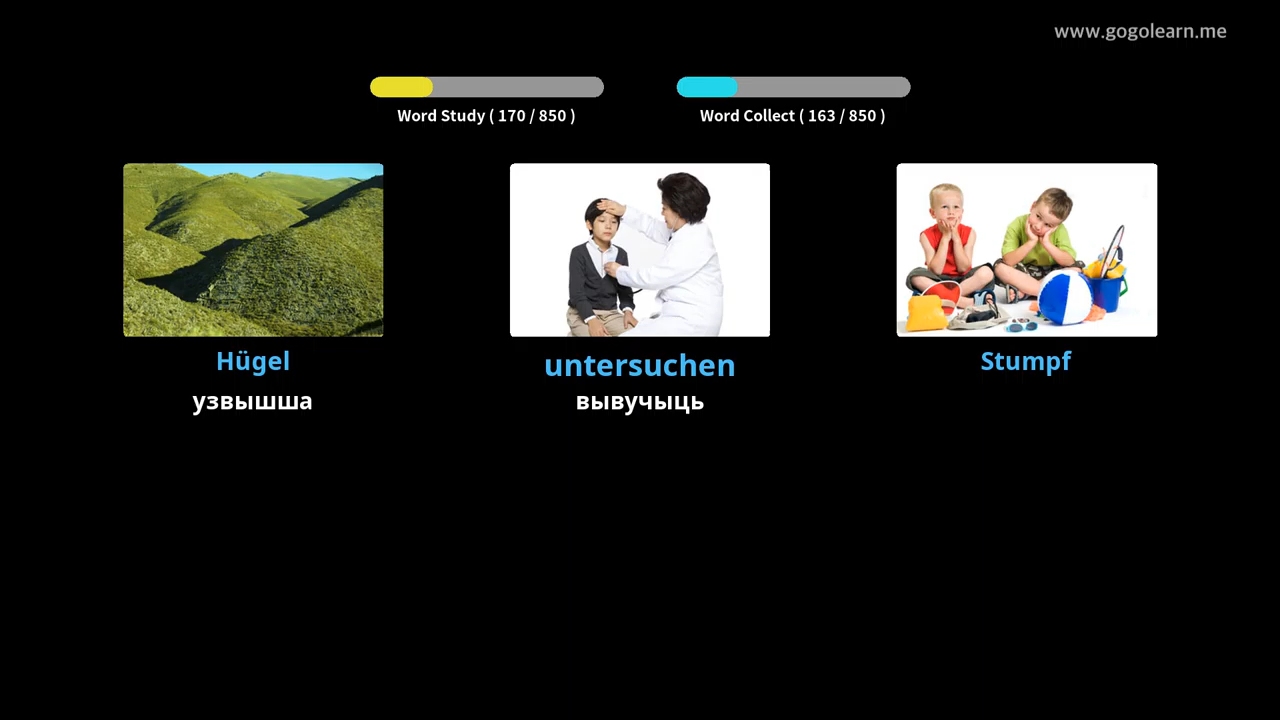 www.gogolearn.me
Word Study ( 170 / 850 )
Word Collect ( 163 / 850 )
Hügel
узвышша
untersuchen
вывучыць
Stumpf